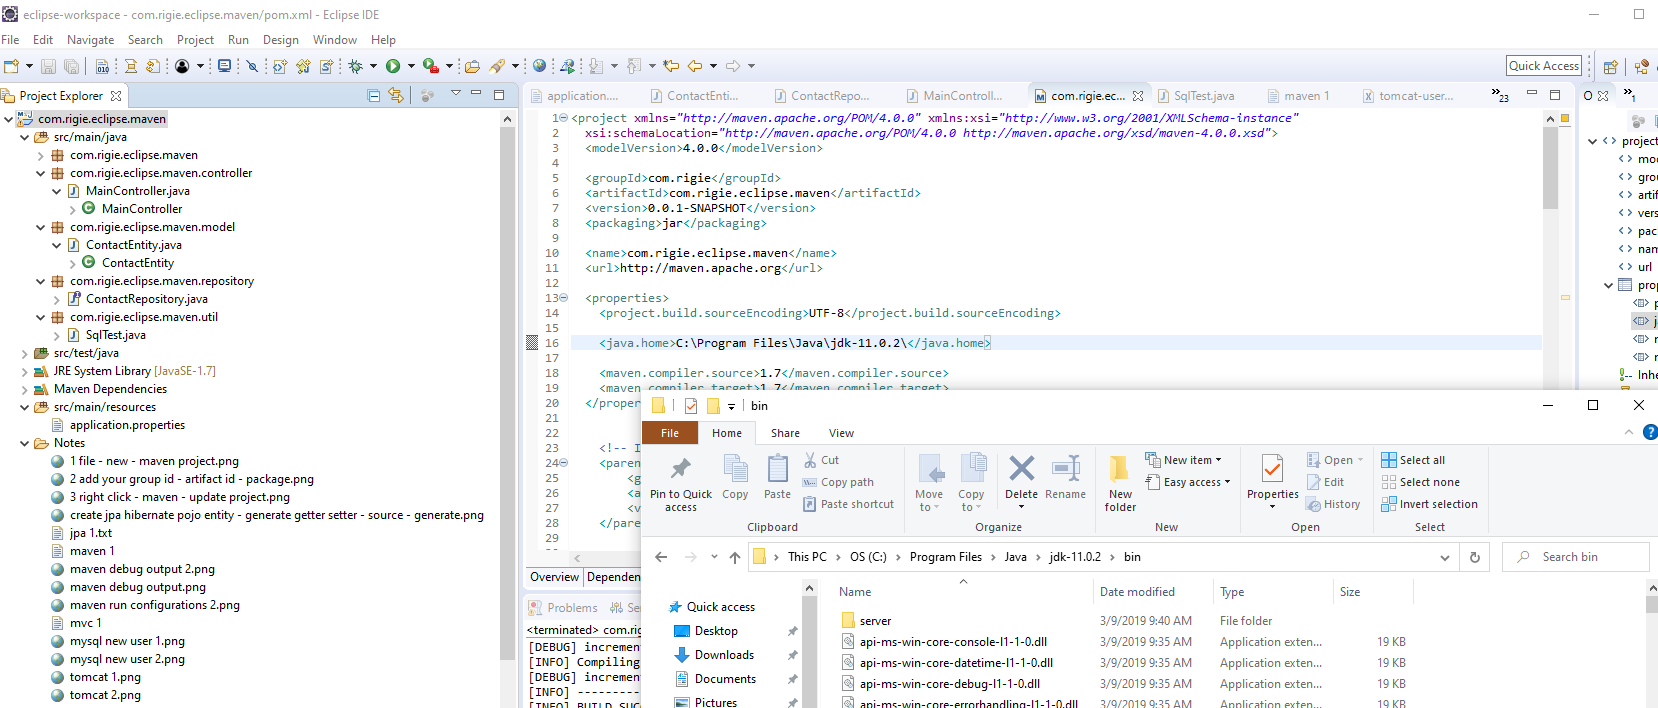 eclipse-workspace - com.rigie.eclipse.maven/pom.xml - Eclipse IDE
File Edit Navigate Search Project Run Design Window Help
Quick Access
Project Explorer
com.rigie.eclipse.maven
src/main/java
com.rigie.eclipse.maven
com.rigie.eclipse.maven.controller
MainController.java
MainController
com.rigie.eclipse.maven.model
ContactEntity.java
ContactEntity
com.rigie.eclipse.maven.repository
ContactRepository.java
com.rigie.eclipse.maven.util
SqlTest.java
src/test/java
JRE System Library [JavaSE-1.7]
Maven Dependencies
src/main/resources
application.properties
Notes
1 file - new - maven project.png
2 add your group id - artifact id - package.png
3 right click - maven - update project.png
create jpa hibernate pojo entity - generate getter setter - source - generate.png
jpa 1.txt
maven 1
maven debug output 2.png
maven debug output.png
maven run configurations 2.png
mvc 1
mysql new user 1.png
mysql new user 2.png
tomcat 1.png
tomcat 2.png
application.... ContactEnti... ContactRepo... MainControll... com.rigie.ec... SqlTest.java maven 1 tomcat-user... 23
1 <project xmlns="http://maven.apache.org/POM/4.0.0" xmlns:xsi="http://www.w3.org/2001/XMLSchema-instance"
2 xsi:schemaLocation="http://maven.apache.org/POM/4.0.0 http://maven.apache.org/xsd/maven-4.0.0.xsd">
3 <modelVersion>4.0.0</modelVersion>
4
5 <groupId>com.rigie</groupId>
6 <artifactId>com.rigie.eclipse.maven</artifactId>
7 <version>0.0.1-SNAPSHOT</version>
8 <packaging>jar</packaging>
9
10 <name>com.rigie.eclipse.maven</name>
11 <url>http://maven.apache.org</url>
12
13 <properties>
14 <project.build.sourceEncoding>UTF-8</project.build.sourceEncoding>
15
16 <java.home>C:\Program Files\Java\jdk-11.0.2\</java.home>
17
18 <maven.compiler.source>1.7</maven.compiler.source>
19 <maven.compiler.target>1.7</maven.compiler.target>
20 </proper
21
22
23 <!-- I
24 <paren
25 <g
26 <a
27 <v
28 </pare
29
Overview Dependen
Problems Se
<terminated> com.rig
[DEBUG] incremen
[INFO] Compiling
[DEBUG] incremen
[INFO] ---------
[INFO] BUILD SUC
O 1
project
mod
grou
artif
vers
pac
nam
url
prop
p
j
r
r
Inhe
bin
File Home Share View
Pin to Quick access
Copy
Paste
Cut
Copy path
Paste shortcut
Clipboard
Move to
Copy to
Delete
Rename
Organize
New folder
New item
Easy access
New
Properties
Open
Edit
History
Open
Select all
Select none
Invert selection
Select
This PC OS (C:) Program Files Java jdk-11.0.2 bin
Search bin
Quick access
Desktop
Downloads
Documents
Pictures
Name Date modified Type Size
server 3/9/2019 9:40 AM File folder
api-ms-win-core-console-l1-1-0.dll 3/9/2019 9:35 AM Application exten... 19 KB
api-ms-win-core-datetime-l1-1-0.dll 3/9/2019 9:35 AM Application exten... 19 KB
api-ms-win-core-debug-l1-1-0.dll 3/9/2019 9:35 AM Application exten... 19 KB
api-ms-win-core-errorhandling-l1-1-0.dll 3/9/2019 9:35 AM Application exten... 19 KB